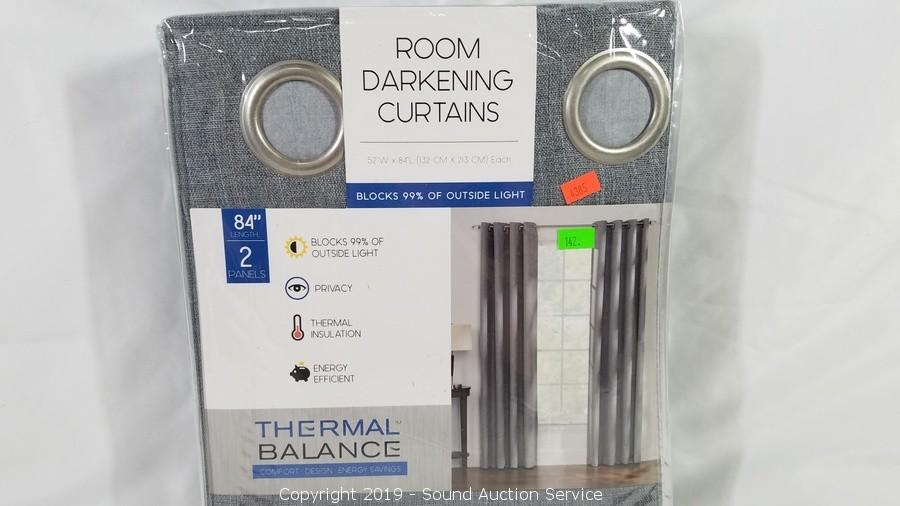 ROOM
DARKENING
CURTAINS
52"W x 84"L (132 CM X 213 CM) Each
BLOCKS 99% OF OUTSIDE LIGHT
4305
84"
LENGTH
2
PANELS
BLOCKS 99% OF
OUTSIDE LIGHT
PRIVACY
THERMAL
INSULATION
ENERGY
EFFICIENT
142.
THERMAL
BALANCE
COMFORT · DESIGN · ENERGY SAVINGS
Copyright 2019 - Sound Auction Service